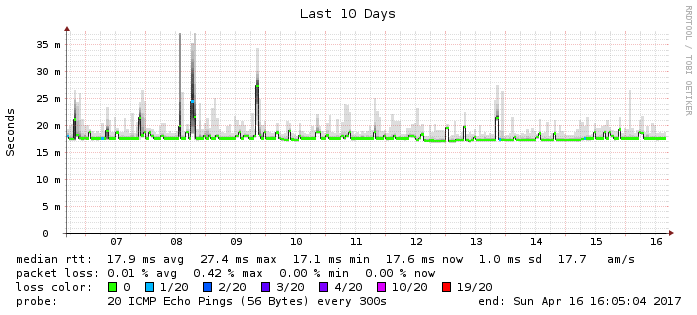 Last 10 Days
RRDTOOL / TOBI OETIKER
Seconds
35 m
30 m
25 m
20 m
15 m
10 m
5 m
0
07 08 09 10 11 12 13 14 15 16
median rtt: 17.9 ms avg 27.4 ms max 17.1 ms min 17.6 ms now 1.0 ms sd 17.7 am/s
packet loss: 0.01 % avg 0.42 % max 0.00 % min 0.00 % now
loss color: 0 1/20 2/20 3/20 4/20 10/20 19/20
probe: 20 ICMP Echo Pings (56 Bytes) every 300s end: Sun Apr 16 16:05:04 2017